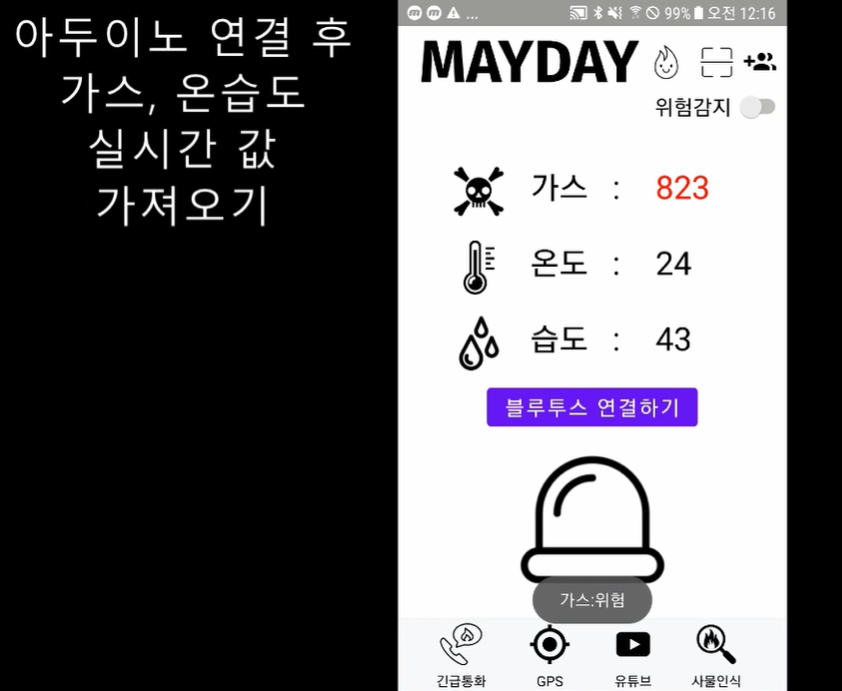 아두이노 연결 후
가스, 온습도
실시간 값
가져오기
... 99% 오전 12:16
MAYDAY
위험감지
가스 : 823
온도 : 24
습도 : 43
블루투스 연결하기
가스:위험
긴급통화 GPS 유튜브 사물인식